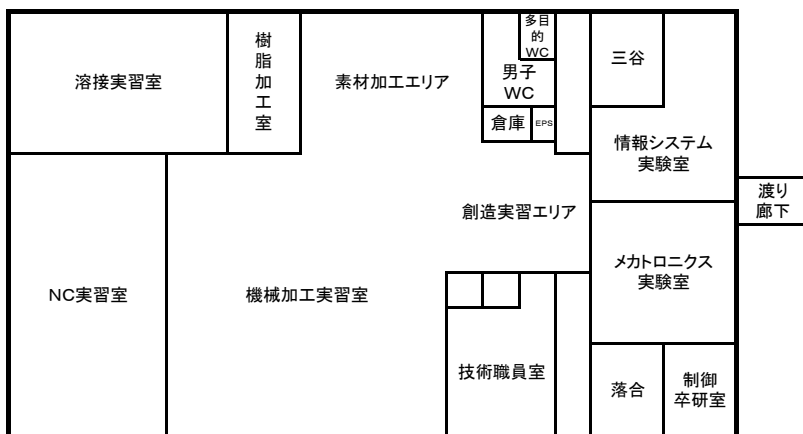 溶接実習室
樹
脂
加
工
室
素材加工エリア
多目
的
WC
男子
WC
倉庫
EPS
三谷
情報システム
実験室
渡り
廊下
創造実習エリア
メカトロニクス
実験室
NC実習室
機械加工実習室
技術職員室
落合
制御
卒研室